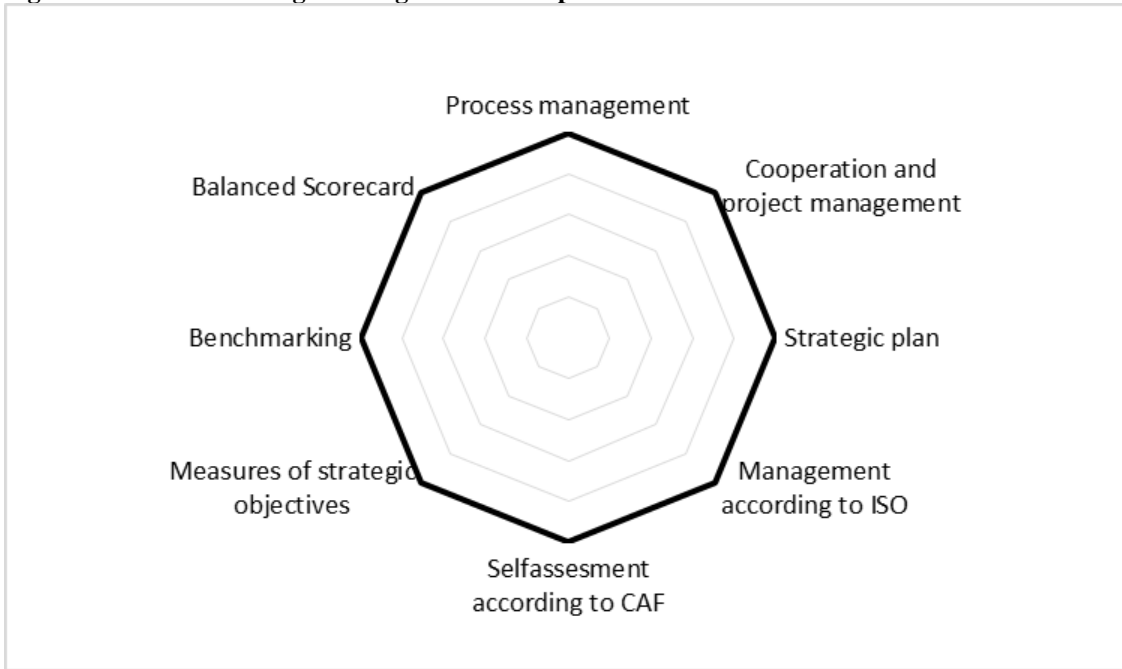 Process management
Cooperation and
project management
Balanced Scorecard
Benchmarking
Strategic plan
Measures of strategic
objectives
Management
according to ISO
Selfassesment
according to CAF